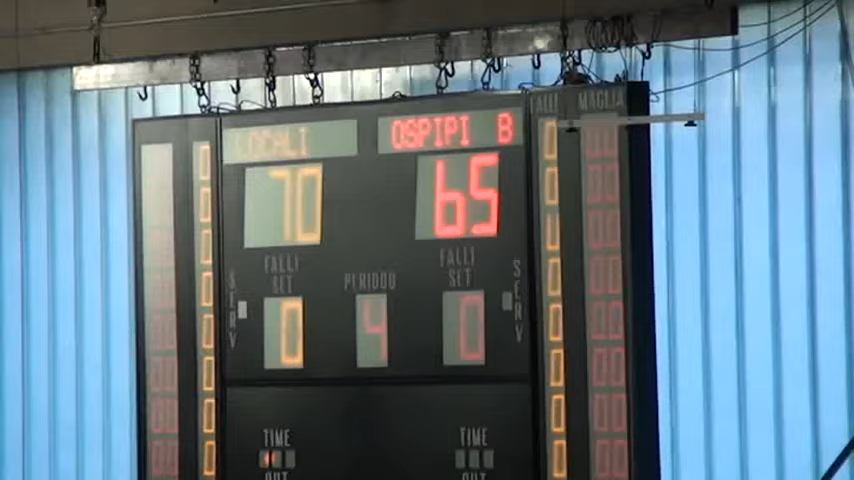 FALLI MAGLIA
LOCALI OSPIPI B
70 65
FALLI SET PERIODO FALLI SET
SERV 0 4 0 SERV
TIME OUT TIME OUT